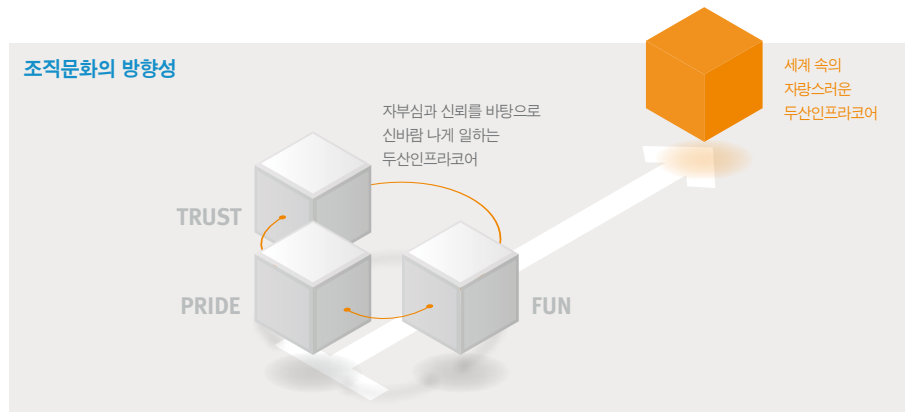 조직문화의 방향성
세계 속의
자랑스러운
두산인프라코어
자부심과 신뢰를 바탕으로
신바람 나게 일하는
두산인프라코어
TRUST
PRIDE
FUN